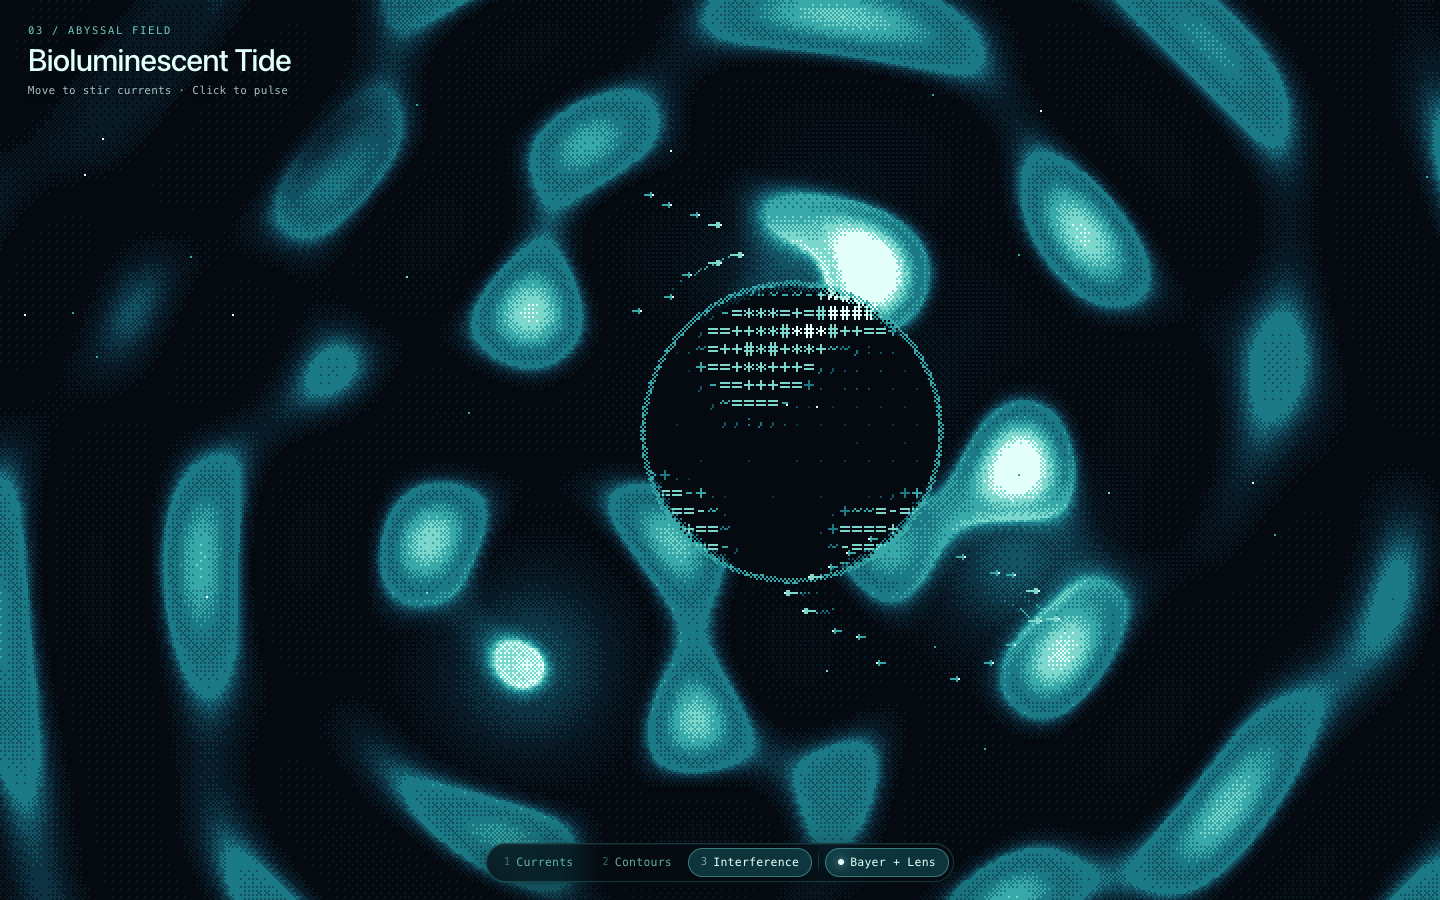 03 / ABYSSAL FIELD
Bioluminescent Tide
Move to stir currents · Click to pulse
1 Currents 2 Contours 3 Interference Bayer + Lens